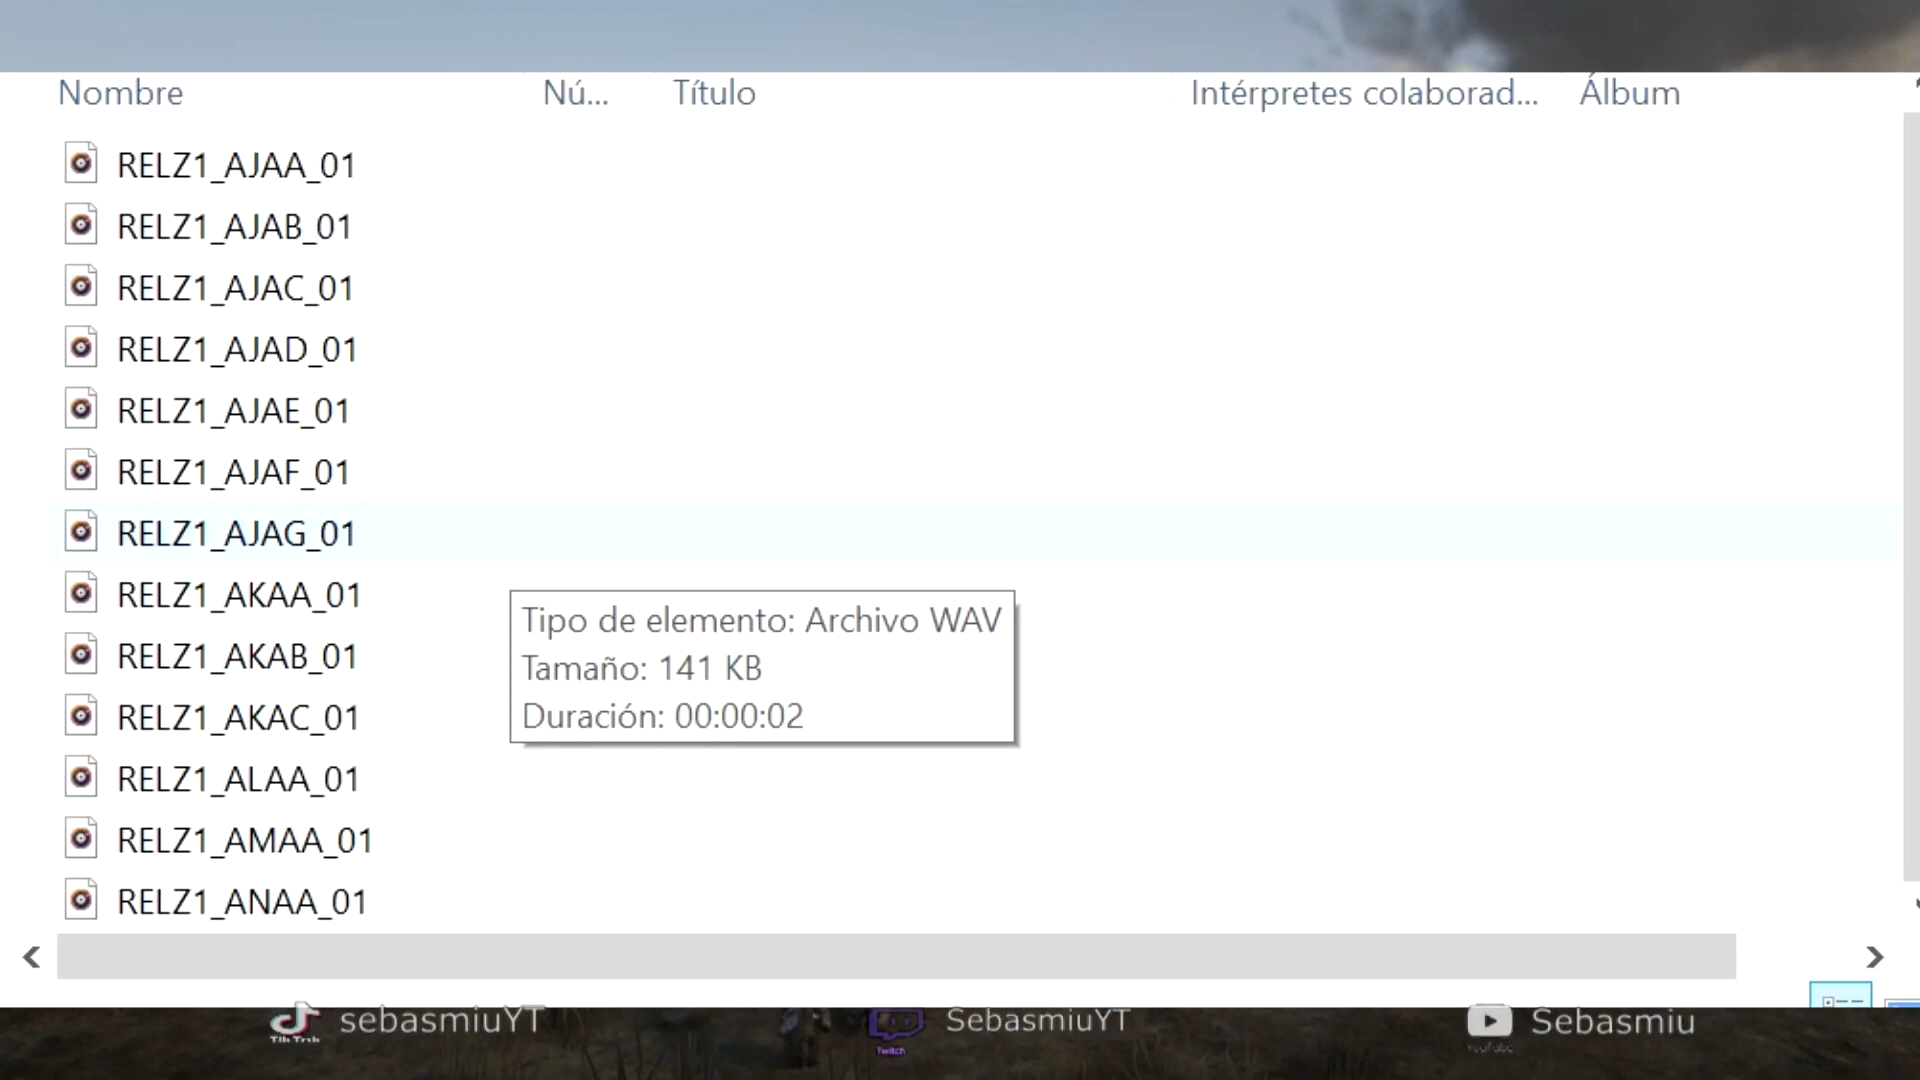 Nombre Nú... Título Intérpretes colaborad... Álbum
RELZ1_AJAA_01
RELZ1_AJAB_01
RELZ1_AJAC_01
RELZ1_AJAD_01
RELZ1_AJAE_01
RELZ1_AJAF_01
RELZ1_AJAG_01
RELZ1_AKAA_01
RELZ1_AKAB_01
RELZ1_AKAC_01
RELZ1_ALAA_01
RELZ1_AMAA_01
RELZ1_ANAA_01
Tipo de elemento: Archivo WAV
Tamaño: 141 KB
Duración: 00:00:02
sebasmiuYT SebasmiuYT Sebasmiu
Twitch